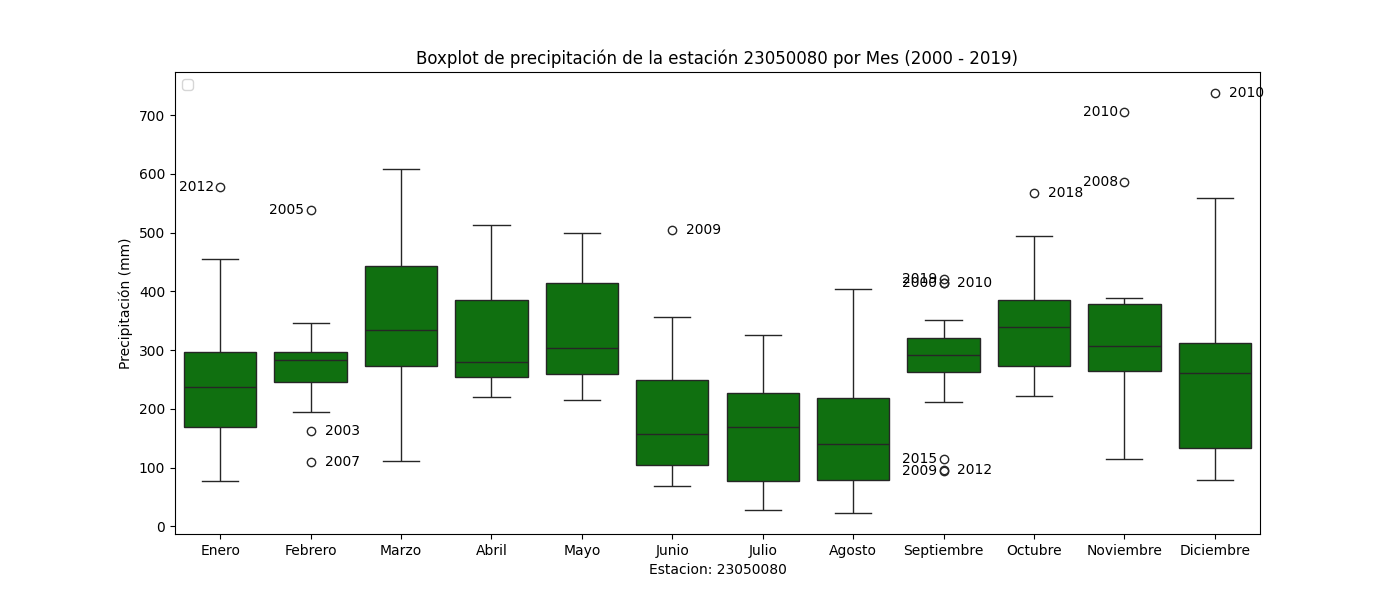 Boxplot de precipitación de la estación 23050080 por Mes (2000 - 2019)
Precipitación (mm)
700
600
500
400
300
200
100
0
2012
2005
2003
2007
2009
2019
2000
2010
2015
2009
2012
2018
2010
2008
2010
Enero
Febrero
Marzo
Abril
Mayo
Junio
Julio
Agosto
Septiembre
Octubre
Noviembre
Diciembre
Estacion: 23050080